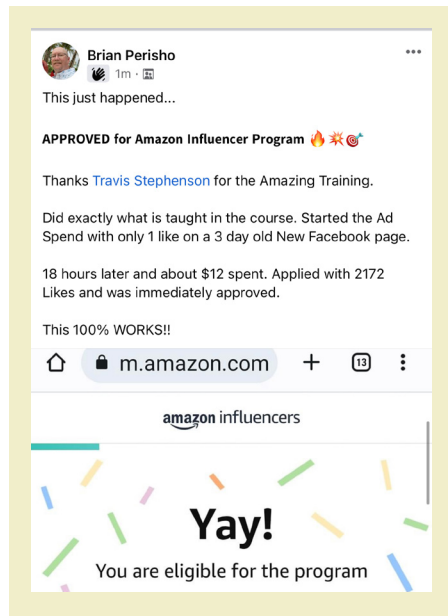 Brian Perisho
1m ·
This just happened...
APPROVED for Amazon Influencer Program 🔥 💥 🎯
Thanks Travis Stephenson for the Amazing Training.
Did exactly what is taught in the course. Started the Ad
Spend with only 1 like on a 3 day old New Facebook page.
18 hours later and about $12 spent. Applied with 2172
Likes and was immediately approved.
This 100% WORKS!!
m.amazon.com
13
amazon influencers
Yay!
You are eligible for the program